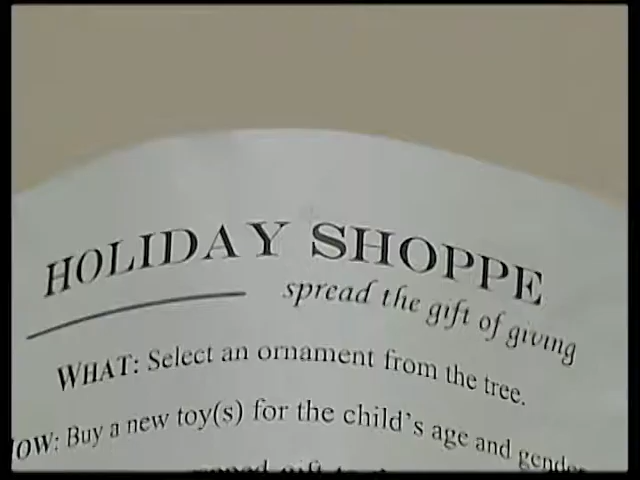 HOLIDAY SHOPPE
spread the gift of giving
WHAT: Select an ornament from the tree.
OW: Buy a new toy(s) for the child's age and gende